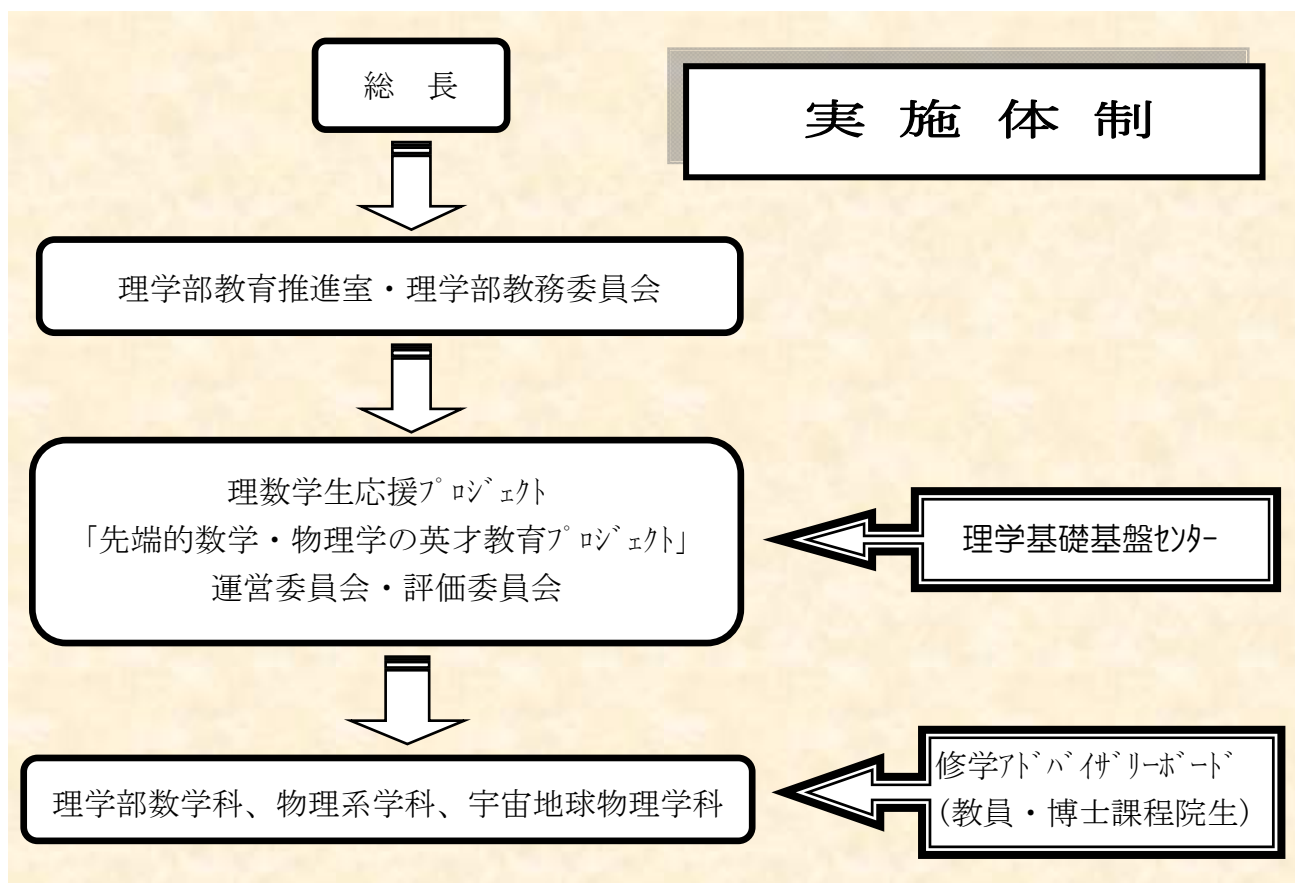 総　長
実 施 体 制
理学部教育推進室・理学部教務委員会
理数学生応援ﾌﾟﾛｼﾞｪｸﾄ
「先端的数学・物理学の英才教育ﾌﾟﾛｼﾞｪｸﾄ」
運営委員会・評価委員会
理学基礎基盤ｾﾝﾀｰ
理学部数学科、物理系学科、宇宙地球物理学科
修学ｱﾄﾞﾊﾞｲｻﾞﾘｰﾎﾞｰﾄﾞ
(教員・博士課程院生)